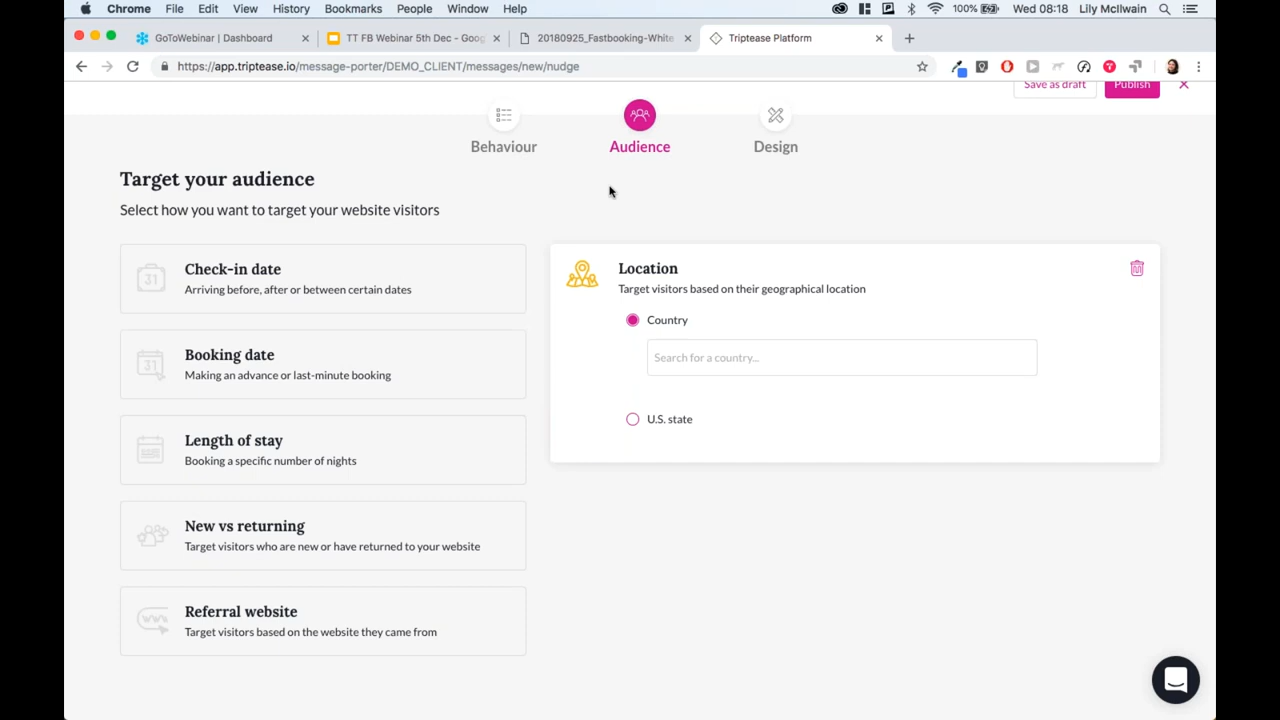 Chrome File Edit View History Bookmarks People Window Help 100% Wed 08:18 Lily McIlwain
GoToWebinar | Dashboard TT FB Webinar 5th Dec - Goog 20180925_Fastbooking-White Triptease Platform
https://app.triptease.io/message-porter/DEMO_CLIENT/messages/new/nudge
Save as draft Publish
Behaviour Audience Design
Target your audience
Select how you want to target your website visitors
Check-in date
Arriving before, after or between certain dates
Booking date
Making an advance or last-minute booking
Length of stay
Booking a specific number of nights
New vs returning
Target visitors who are new or have returned to your website
Referral website
Target visitors based on the website they came from
Location
Target visitors based on their geographical location
Country
Search for a country...
U.S. state